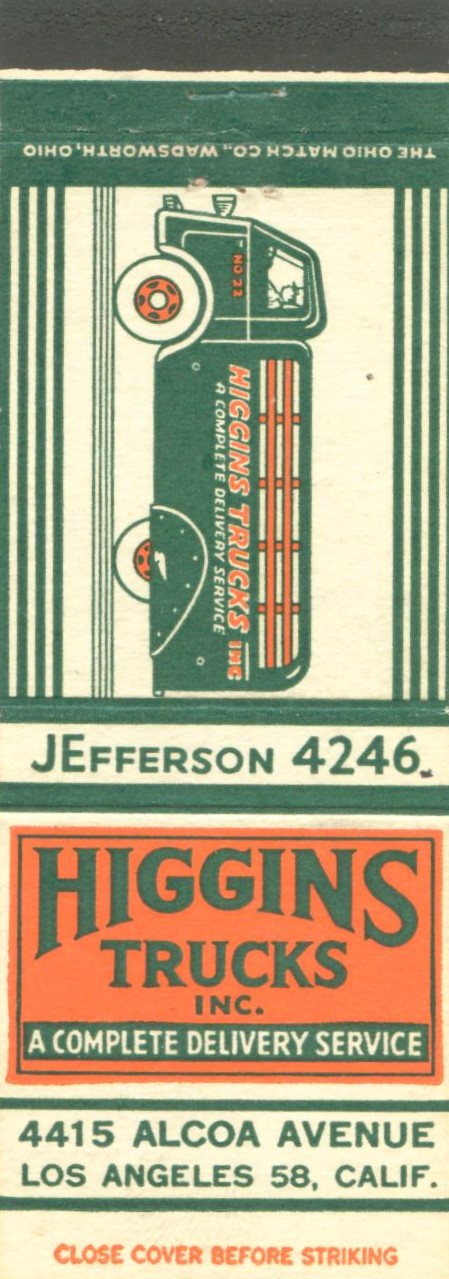 THE OHIO MATCH CO., WADSWORTH, OHIO
NO 22
HIGGINS TRUCKS INC
A COMPLETE DELIVERY SERVICE
JEFFERSON 4246
HIGGINS
TRUCKS
INC.
A COMPLETE DELIVERY SERVICE
4415 ALCOA AVENUE
LOS ANGELES 58, CALIF.
CLOSE COVER BEFORE STRIKING